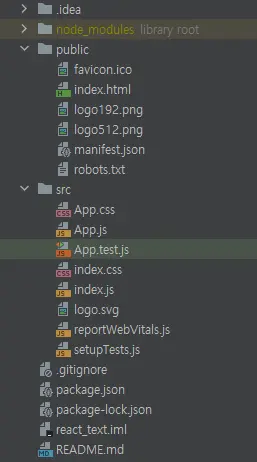 .idea
node_modules library root
public
favicon.ico
index.html
logo192.png
logo512.png
manifest.json
robots.txt
src
App.css
App.js
App.test.js
index.css
index.js
logo.svg
reportWebVitals.js
setupTests.js
.gitignore
package.json
package-lock.json
react_text.iml
README.md